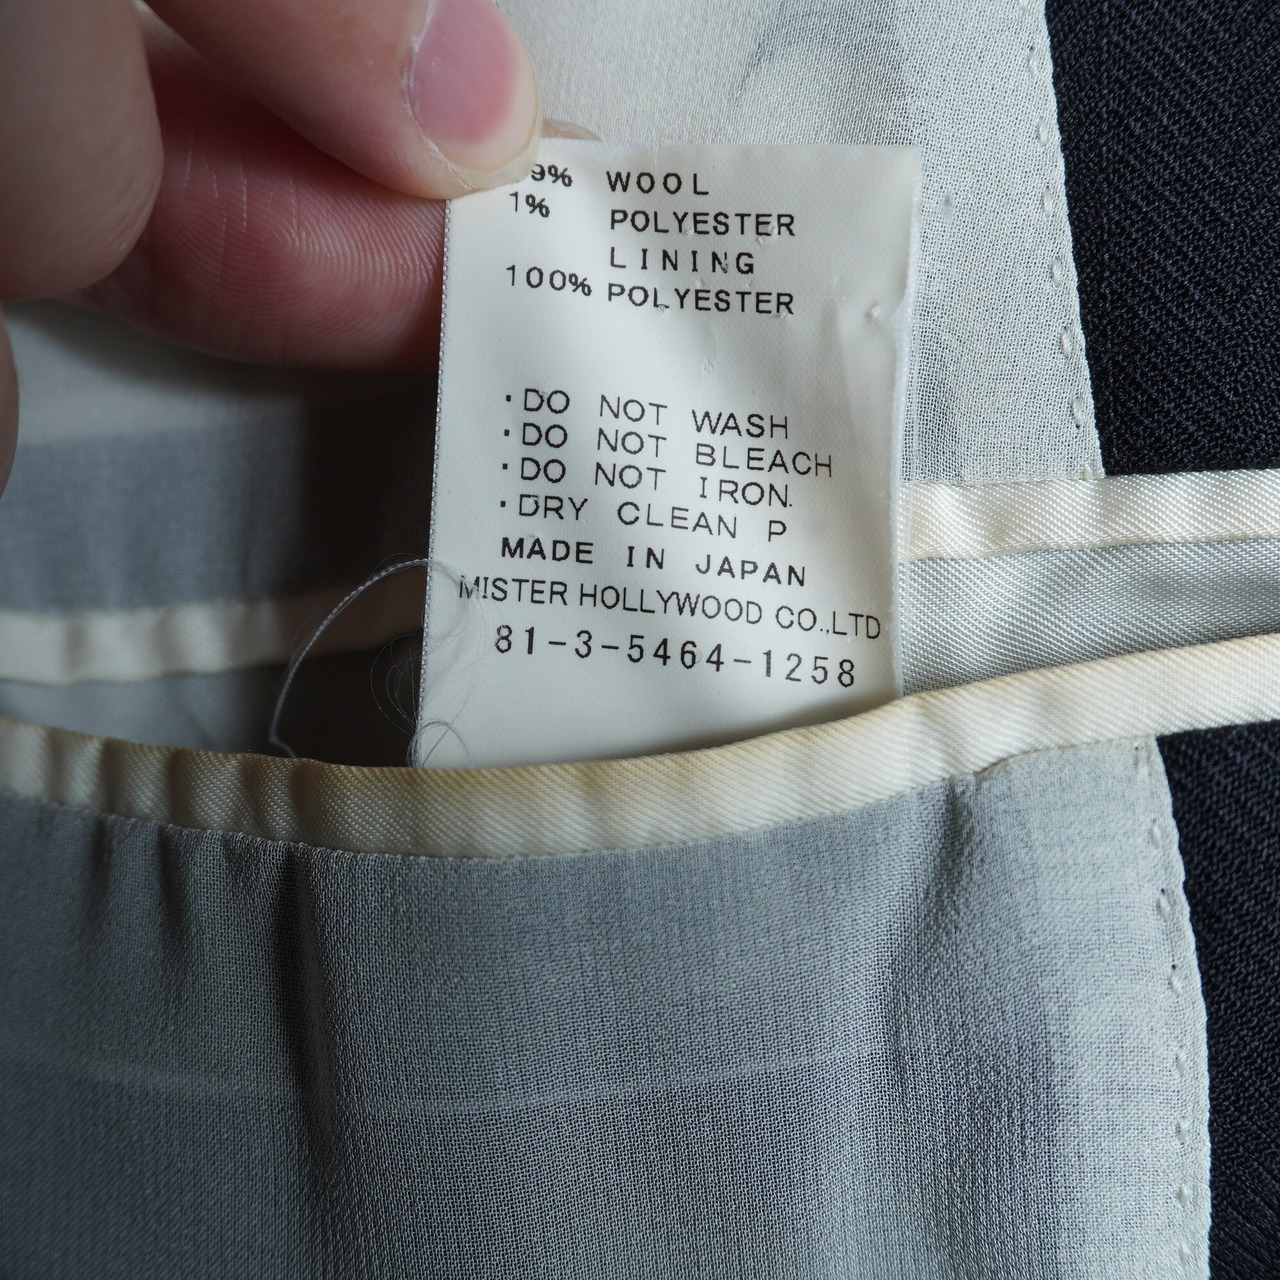 9% WOOL
1% POLYESTER
LINING
100% POLYESTER
·DO NOT WASH
·DO NOT BLEACH
·DO NOT IRON.
·DRY CLEAN P
MADE IN JAPAN
MISTER HOLLYWOOD CO.,LTD
81-3-5464-1258